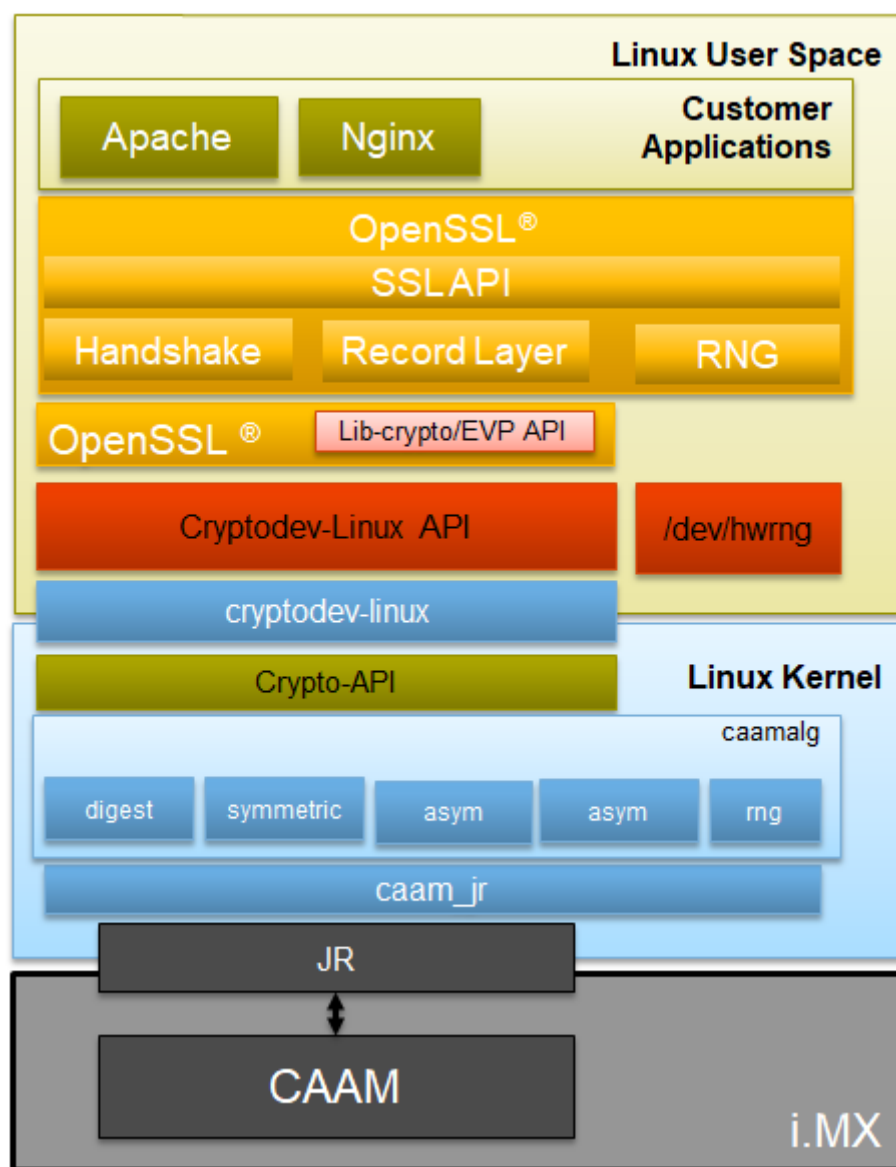 Linux User Space
Customer
Applications
Apache
Nginx
OpenSSL®
SSL API
Handshake
Record Layer
RNG
OpenSSL ®
Lib-crypto/EVP API
Cryptodev-Linux API
/dev/hwrng
cryptodev-linux
Crypto-API
Linux Kernel
caamalg
digest
symmetric
asym
asym
rng
caam_jr
JR
CAAM
i.MX